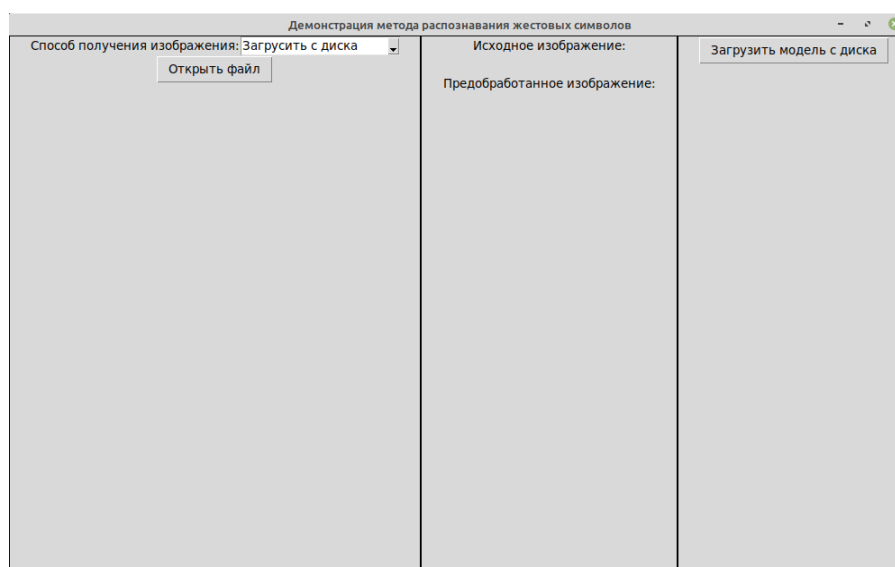 Демонстрация метода распознавания жестовых символов
Способ получения изображения: Загрусить с диска
Открыть файл
Исходное изображение:
Предобработанное изображение:
Загрузить модель с диска